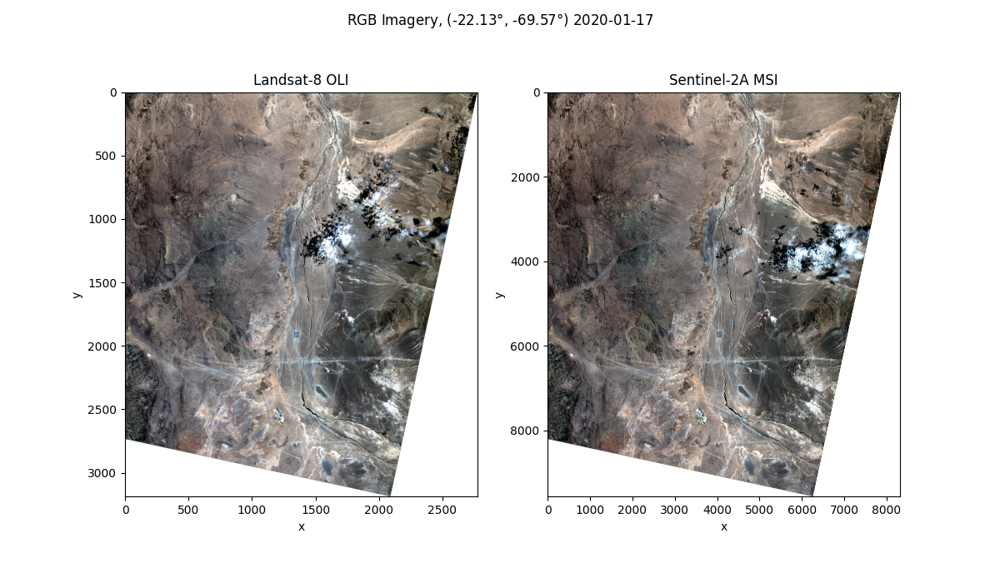 RGB Imagery, (-22.13°, -69.57°) 2020-01-17
Landsat-8 OLI
0
500
1000
1500
2000
2500
3000
y
0 500 1000 1500 2000 2500
x
Sentinel-2A MSI
0
2000
4000
6000
8000
y
0 1000 2000 3000 4000 5000 6000 7000 8000
x